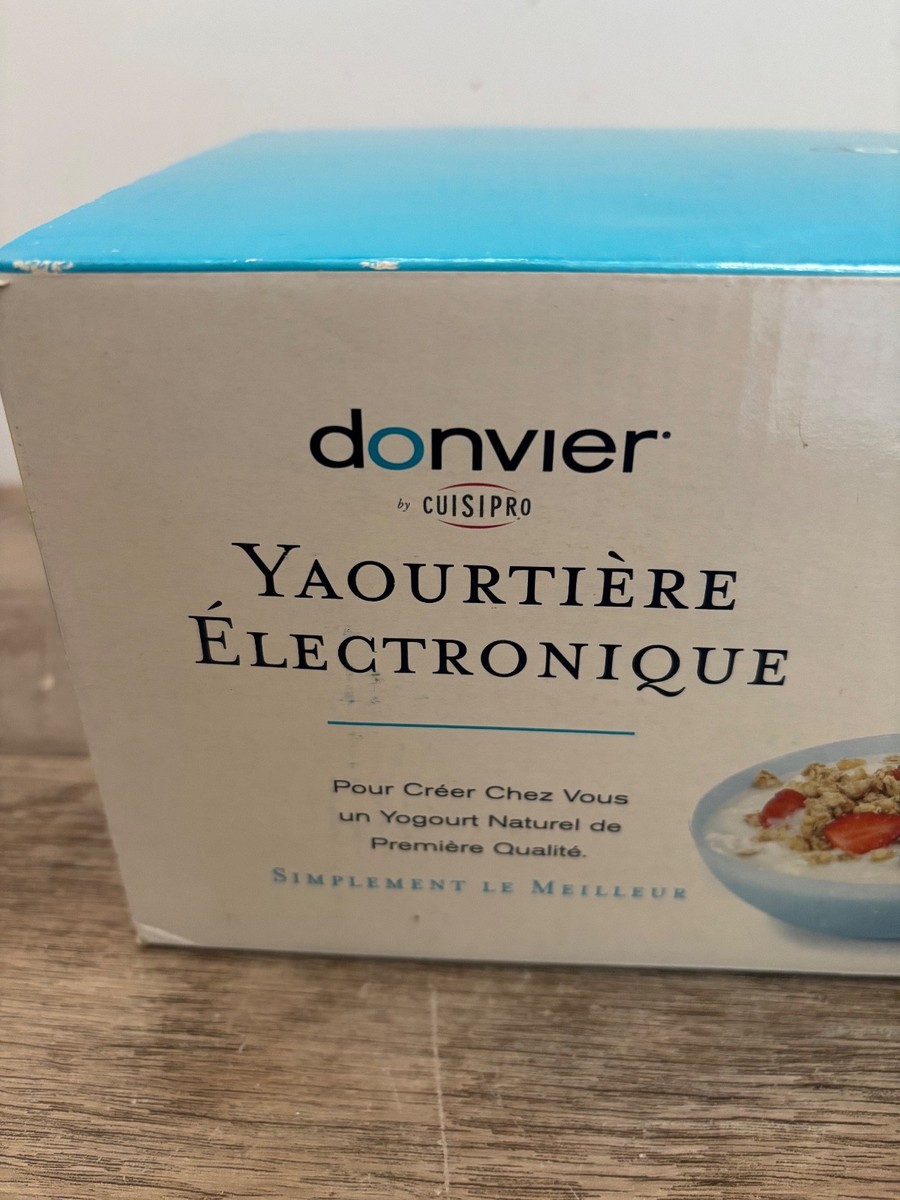 donvier
by CUISIPRO
YAOURTIÈRE
ÉLECTRONIQUE
Pour Créer Chez Vous
un Yogourt Naturel de
Première Qualité.
SIMPLEMENT LE MEILLEUR